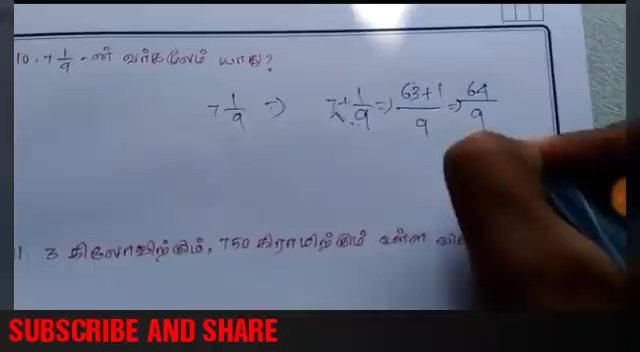 10. 7 1/9 -ன் வர்கமூலம் யாது?
7 1/9 => 7+1/9 => 63+1/9 => 64/9
11 3 கிலோவிற்கும், 750 கிராமிற்கும் உள்ள
SUBSCRIBE AND SHARE